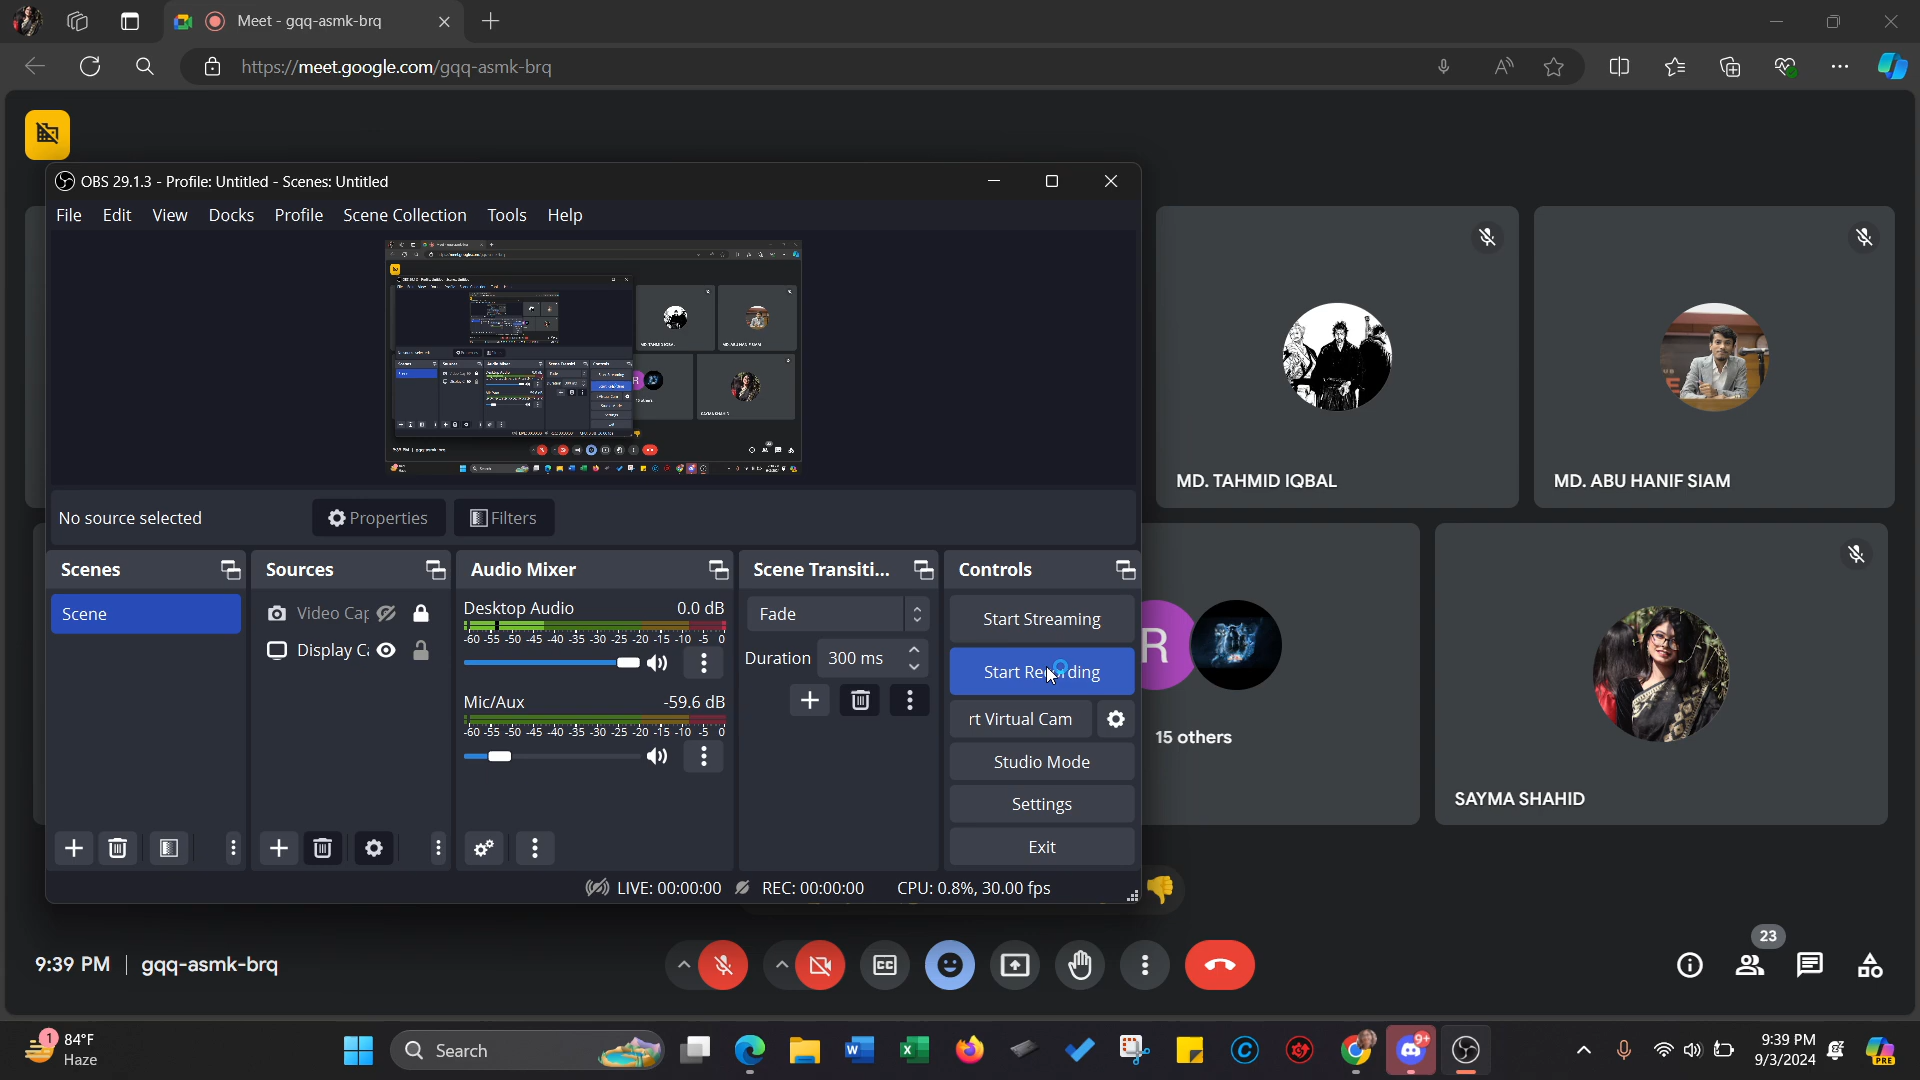 Meet - gqq-asmk-brq
https://meet.google.com/gqq-asmk-brq
OBS 29.1.3 - Profile: Untitled - Scenes: Untitled
File Edit View Docks Profile Scene Collection Tools Help
MD. TAHMID IQBAL
MD. ABU HANIF SIAM
No source selected
Properties
Filters
Scenes
Sources
Audio Mixer
Scene Transiti...
Controls
Scene
Video Cap
Display Ca
Desktop Audio 0.0 dB
-60 -55 -50 -45 -40 -35 -30 -25 -20 -15 -10 -5 0
Mic/Aux -59.6 dB
-60 -55 -50 -45 -40 -35 -30 -25 -20 -15 -10 -5 0
Fade
Duration 300 ms
Start Streaming
Start Recording
rt Virtual Cam
Studio Mode
Settings
Exit
R
15 others
SAYMA SHAHID
LIVE: 00:00:00 REC: 00:00:00 CPU: 0.8%, 30.00 fps
9:39 PM | gqq-asmk-brq
CC
23
1
84°F
Haze
Search
9+
9:39 PM
9/3/2024
PRE